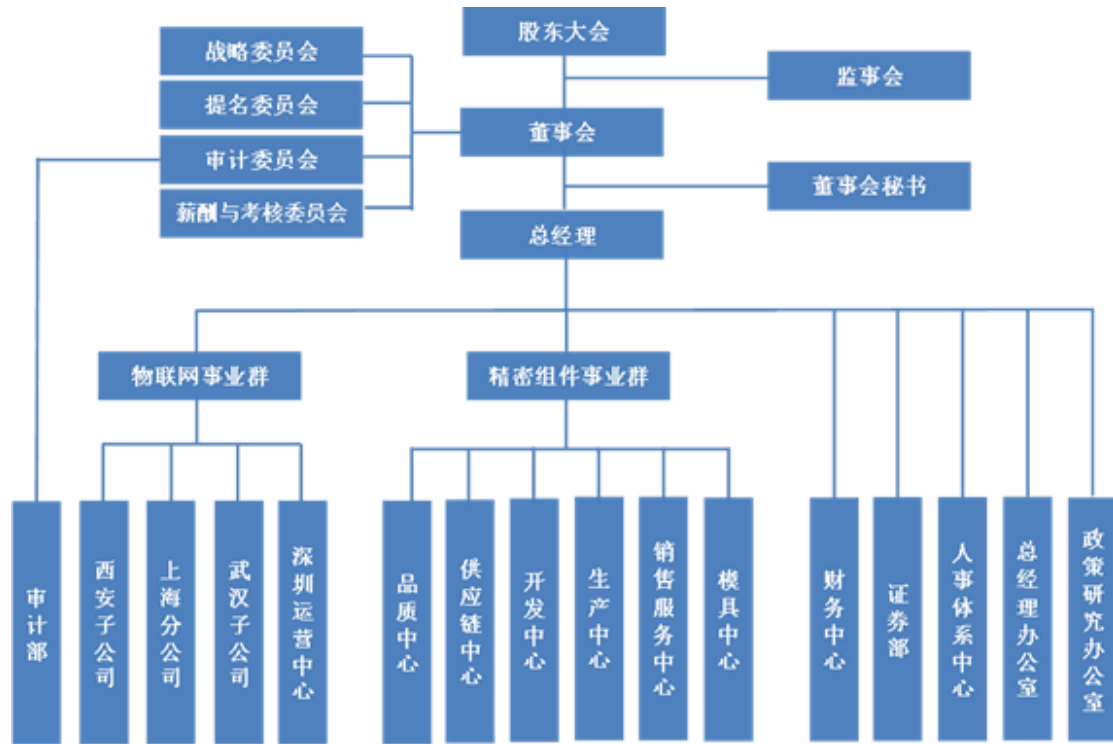 股东大会
战略委员会
监事会
提名委员会
董事会
审计委员会
董事会秘书
薪酬与考核委员会
总经理
物联网事业群
精密组件事业群
审计部
西安子公司
上海分公司
武汉子公司
深圳运营中心
品质中心
供应链中心
开发中心
生产中心
销售服务中心
模具中心
财务中心
证券部
人事体系中心
总经理办公室
政策研究办公室